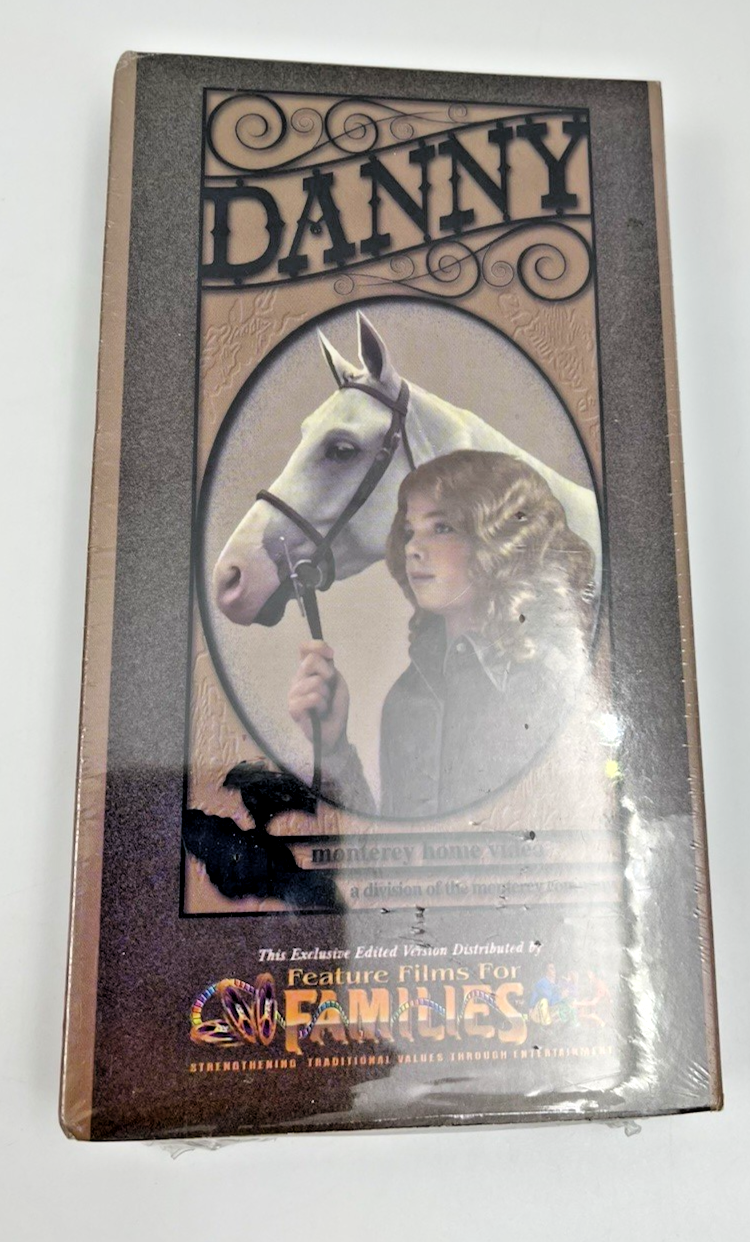 DANNY
monterey home video
a division of the monterey
This Exclusive Edited Version Distributed by
Feature Films For
FAMILIES
STRENGTHENING TRADITIONAL VALUES THROUGH ENTERTAINMENT